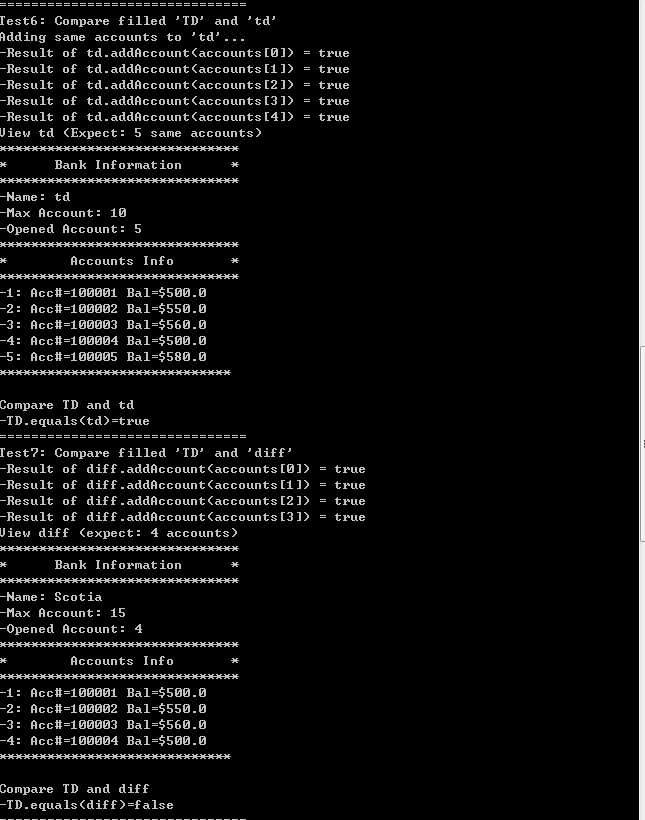 ===============================
Test6: Compare filled 'TD' and 'td'
Adding same accounts to 'td'...
-Result of td.addAccount(accounts[0]) = true
-Result of td.addAccount(accounts[1]) = true
-Result of td.addAccount(accounts[2]) = true
-Result of td.addAccount(accounts[3]) = true
-Result of td.addAccount(accounts[4]) = true
View td (Expect: 5 same accounts)
******************************
*      Bank Information      *
******************************
-Name: td
-Max Account: 10
-Opened Account: 5
******************************
*        Accounts Info       *
******************************
-1: Acc#=100001 Bal=$500.0
-2: Acc#=100002 Bal=$550.0
-3: Acc#=100003 Bal=$560.0
-4: Acc#=100004 Bal=$500.0
-5: Acc#=100005 Bal=$580.0
*****************************

Compare TD and td
-TD.equals(td)=true
===============================
Test7: Compare filled 'TD' and 'diff'
-Result of diff.addAccount(accounts[0]) = true
-Result of diff.addAccount(accounts[1]) = true
-Result of diff.addAccount(accounts[2]) = true
-Result of diff.addAccount(accounts[3]) = true
View diff (expect: 4 accounts)
******************************
*      Bank Information      *
******************************
-Name: Scotia
-Max Account: 15
-Opened Account: 4
******************************
*        Accounts Info       *
******************************
-1: Acc#=100001 Bal=$500.0
-2: Acc#=100002 Bal=$550.0
-3: Acc#=100003 Bal=$560.0
-4: Acc#=100004 Bal=$500.0
*****************************

Compare TD and diff
-TD.equals(diff)=false
===============================